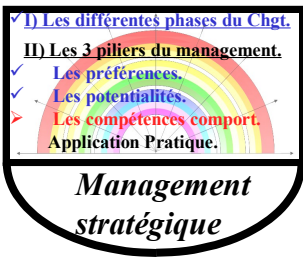 ✓I) Les différentes phases du Chgt.
II) Les 3 piliers du management.
✓ Les préférences.
✓ Les potentialités.
➢ Les compétences comport.
Application Pratique.
Management
stratégique